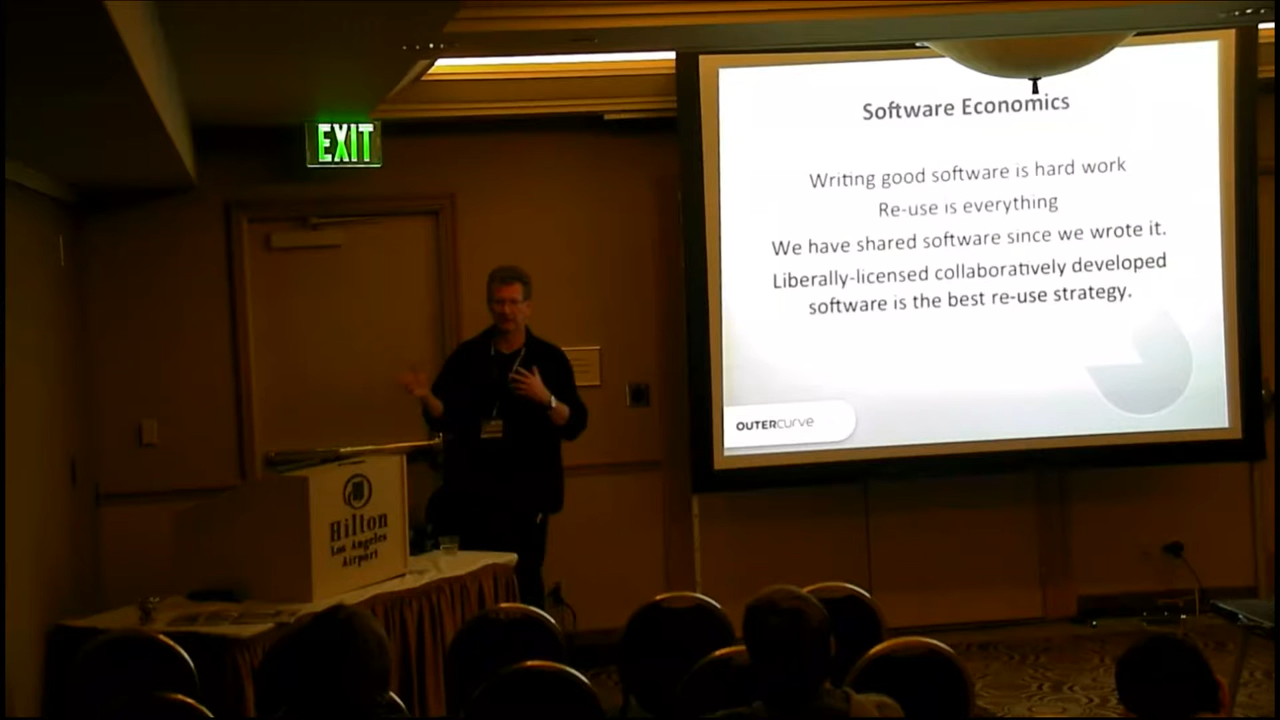 EXIT
Software Economics
Writing good software is hard work
Re-use is everything
We have shared software since we wrote it.
Liberally-licensed collaboratively developed
software is the best re-use strategy.
OUTERcurve
Hilton
Los Angeles
Airport